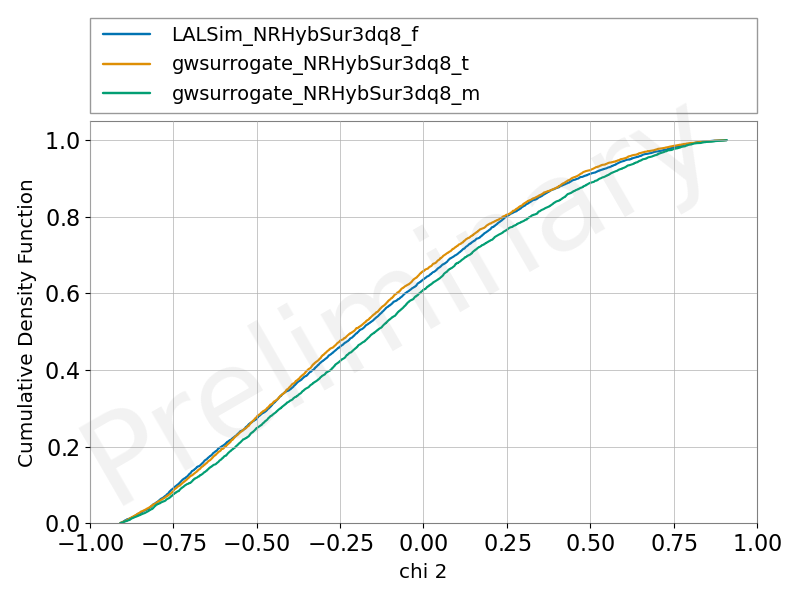 LALSim_NRHybSur3dq8_f
gwsurrogate_NRHybSur3dq8_t
gwsurrogate_NRHybSur3dq8_m
Preliminary
Cumulative Density Function
1.0
0.8
0.6
0.4
0.2
0.0
−1.00 −0.75 −0.50 −0.25 0.00 0.25 0.50 0.75 1.00
chi 2